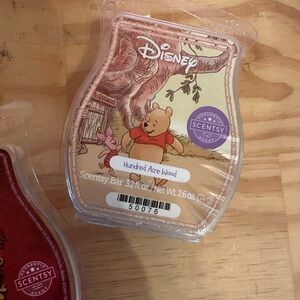 Disney
SCENTSY
Hundred Acre Wood
Scentsy Bar 3.2 fl. oz. Net Wt. 2.6 oz
50076
SCENTSY